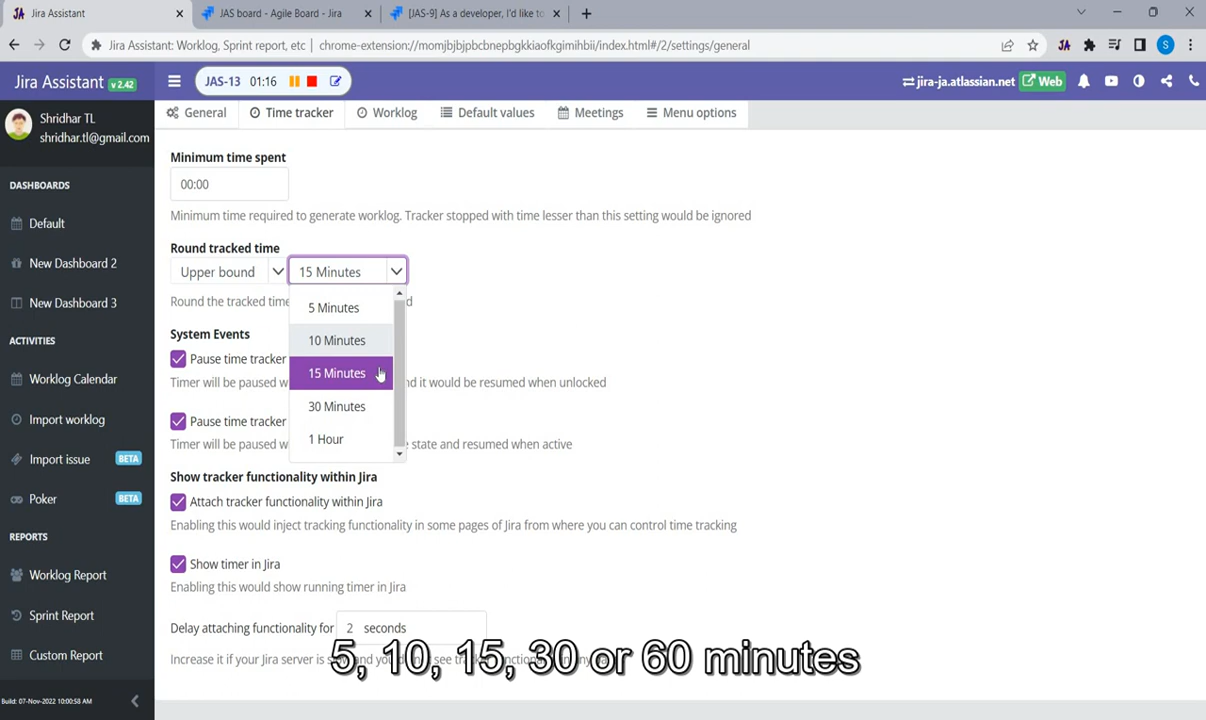 Jira Assistant
JAS board - Agile Board - Jira
[JAS-9] As a developer, I'd like to
Jira Assistant: Worklog, Sprint report, etc | chrome-extension://momjbjbjpbcbnepbgkkiaofkgimihbii/index.html#/2/settings/general
S
Jira Assistant v 2.42
JAS-13 01:16
jira-ja.atlassian.net Web
Shridhar TL
shridhar.tl@gmail.com
DASHBOARDS
Default
New Dashboard 2
New Dashboard 3
ACTIVITIES
Worklog Calendar
Import worklog
Import issue BETA
Poker BETA
REPORTS
Worklog Report
Sprint Report
Custom Report
Build: 07-Nov-2022 10:00:58 AM
General
Time tracker
Worklog
Default values
Meetings
Menu options
Minimum time spent
00:00
Minimum time required to generate worklog. Tracker stopped with time lesser than this setting would be ignored
Round tracked time
Upper bound
15 Minutes
Round the tracked time
5 Minutes
10 Minutes
15 Minutes
30 Minutes
1 Hour
System Events
Pause time tracker
Timer will be paused w nd it would be resumed when unlocked
Pause time tracker
Timer will be paused w e state and resumed when active
Show tracker functionality within Jira
Attach tracker functionality within Jira
Enabling this would inject tracking functionality in some pages of Jira from where you can control time tracking
Show timer in Jira
Enabling this would show running timer in Jira
Delay attaching functionality for 2 seconds
Increase it if your Jira server is
5, 10, 15, 30 or 60 minutes